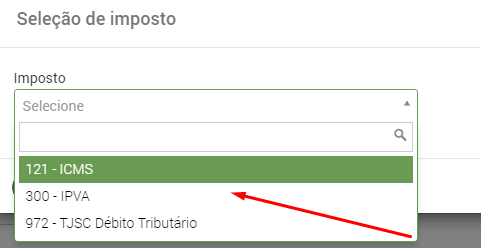 Seleção de imposto
Imposto
Selecione
121 - ICMS
300 - IPVA
972 - TJSC Débito Tributário